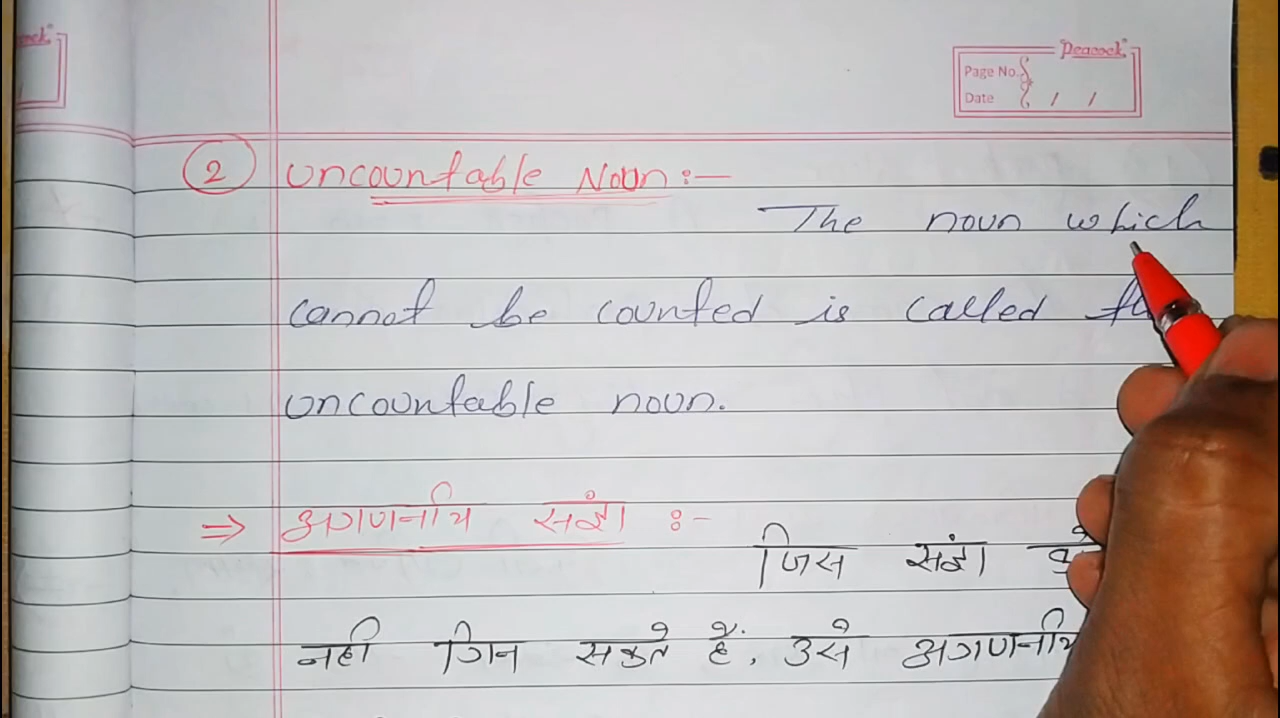 Peacock
Page No.
Date / /
② Uncountable Noun :—
The noun which
cannot be counted is called
uncountable noun.
⇒ अगणनीय संज्ञा :-
जिस संज्ञा
नही गिन सकते हैं, उसे अगणनीय